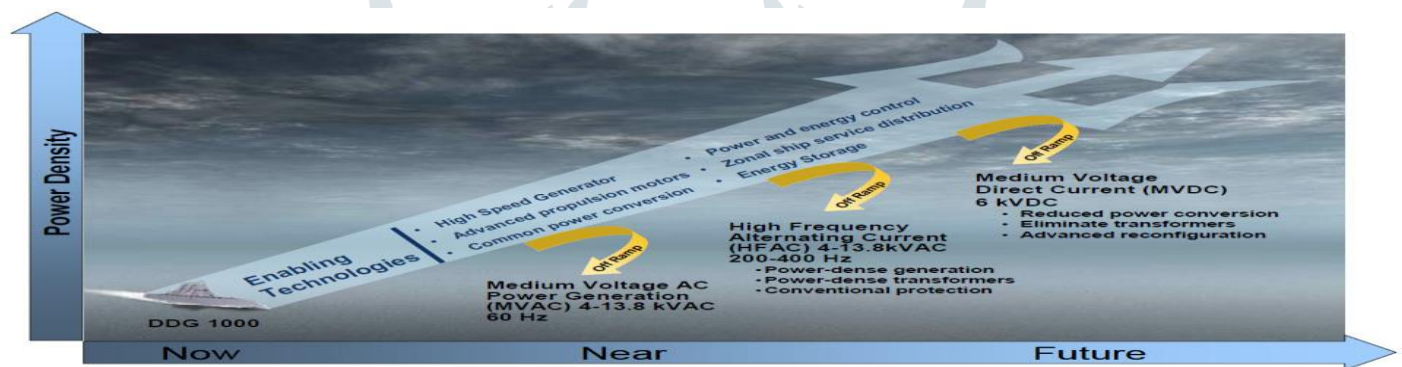 Power Density
Enabling
Technologies
• High Speed Generator
• Advanced propulsion motors
• Common power conversion
• Power and energy control
• Zonal ship service distribution
• Energy Storage
Off Ramp
Off Ramp
Off Ramp
Medium Voltage AC
Power Generation
(MVAC) 4-13.8 kVAC
60 Hz
High Frequency
Alternating Current
(HFAC) 4-13.8kVAC
200-400 Hz
•Power-dense generation
•Power-dense transformers
•Conventional protection
Medium Voltage
Direct Current (MVDC)
6 kVDC
• Reduced power conversion
• Eliminate transformers
• Advanced reconfiguration
DDG 1000
Now
Near
Future